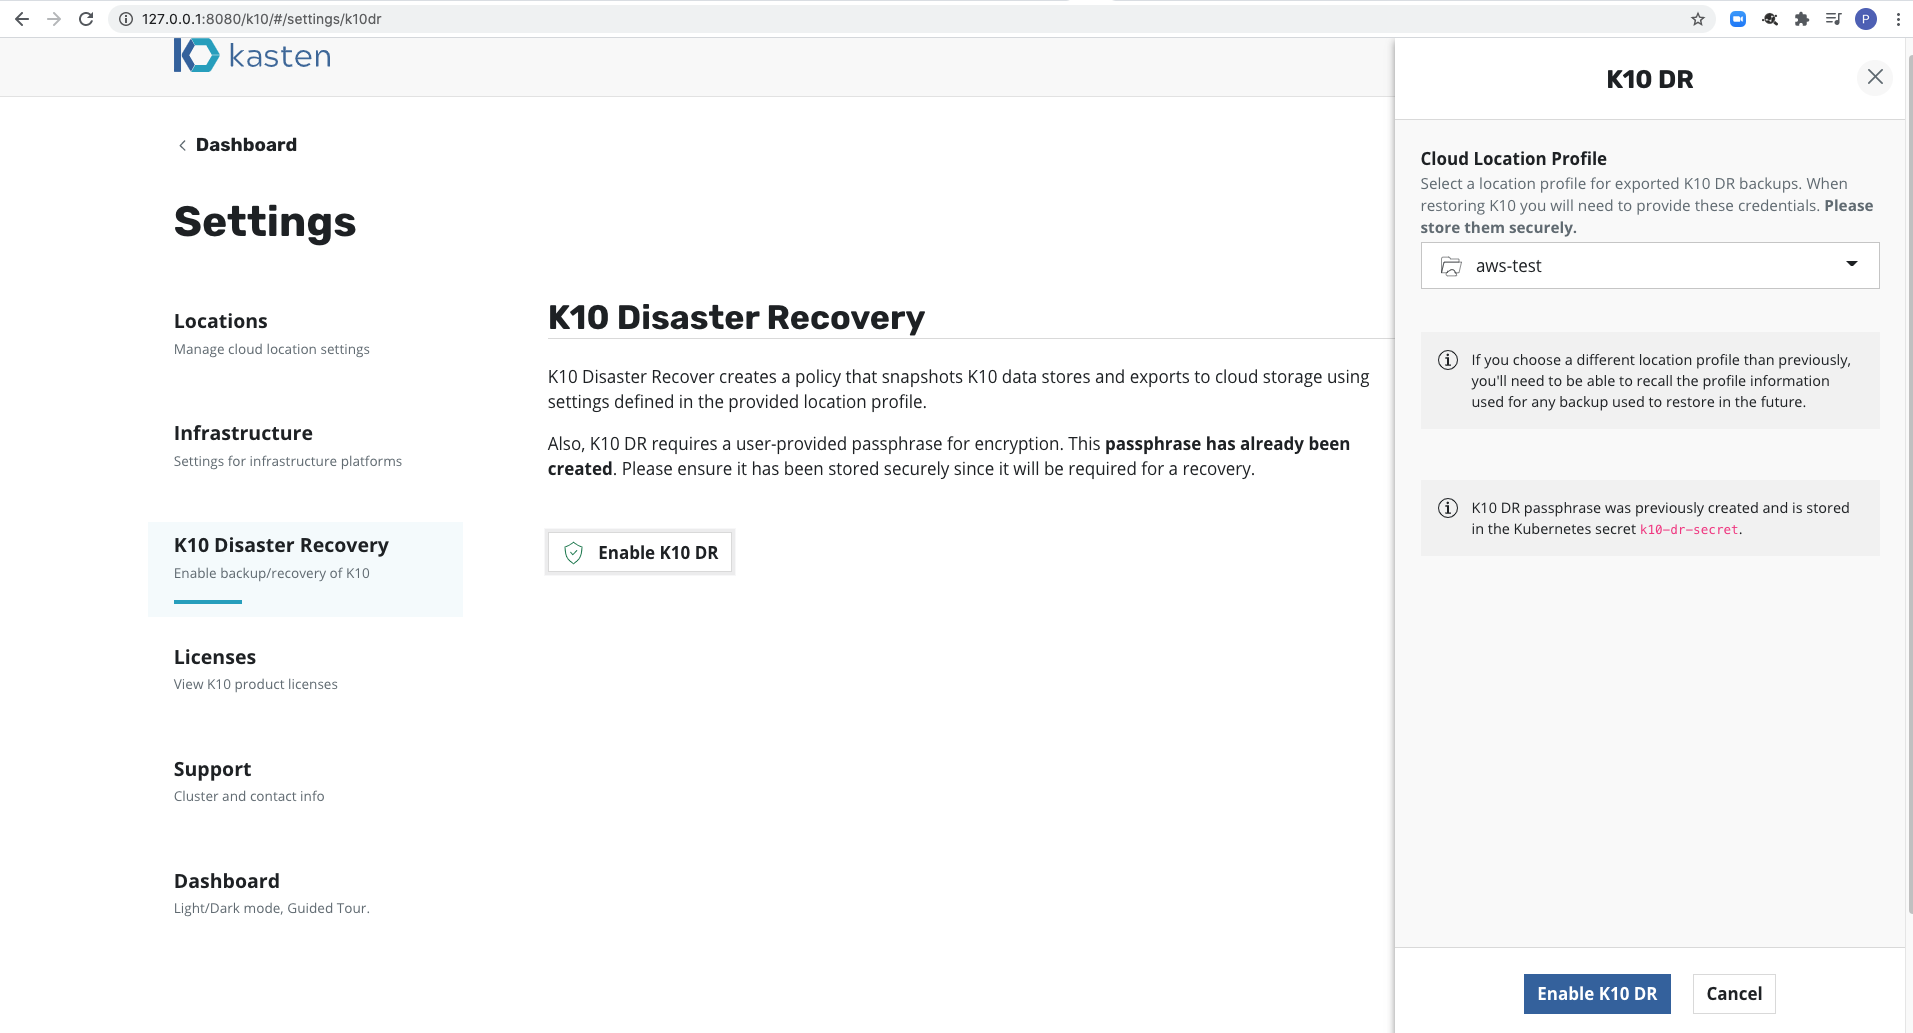 127.0.0.1:8080/k10/#/settings/k10dr
P
kasten
Dashboard
Settings
Locations
Manage cloud location settings
Infrastructure
Settings for infrastructure platforms
K10 Disaster Recovery
Enable backup/recovery of K10
Licenses
View K10 product licenses
Support
Cluster and contact info
Dashboard
Light/Dark mode, Guided Tour.
K10 Disaster Recovery
K10 Disaster Recover creates a policy that snapshots K10 data stores and exports to cloud storage using
settings defined in the provided location profile.
Also, K10 DR requires a user-provided passphrase for encryption. This passphrase has already been
created. Please ensure it has been stored securely since it will be required for a recovery.
Enable K10 DR
K10 DR
Cloud Location Profile
Select a location profile for exported K10 DR backups. When
restoring K10 you will need to provide these credentials. Please
store them securely.
aws-test
If you choose a different location profile than previously,
you'll need to be able to recall the profile information
used for any backup used to restore in the future.
K10 DR passphrase was previously created and is stored
in the Kubernetes secret k10-dr-secret.
Enable K10 DR
Cancel